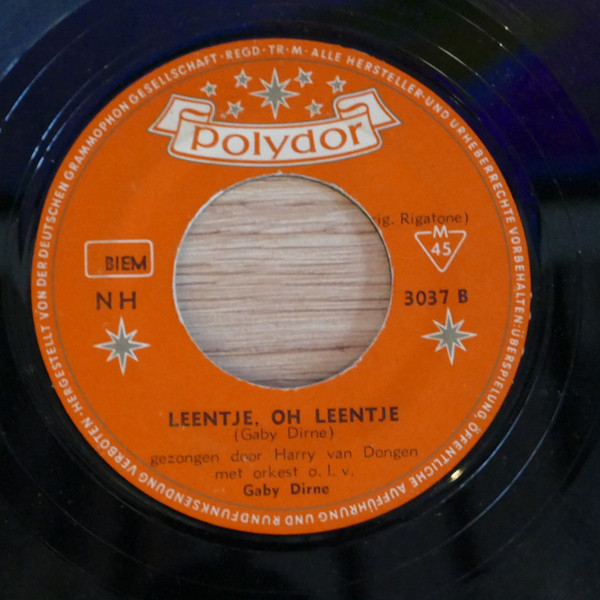 HERGESTELLT VON DER DEUTSCHEN GRAMMOPHON GESELLSCHAFT · REGD · TR · M · ALLE HERSTELLER- UND URHEBERRECHTE VORBEHALTEN · ÜBERSPIELUNG, ÖFFENTLICHE AUFFÜHRUNG UND RUNDFUNKSENDUNG VERBOTEN ·
Polydor
Rigatone)
M
45
BIEM
NH
3037 B
LEENTJE, OH LEENTJE
(Gaby Dirne)
gezongen door Harry van Dongen
met orkest o. l. v.
Gaby Dirne